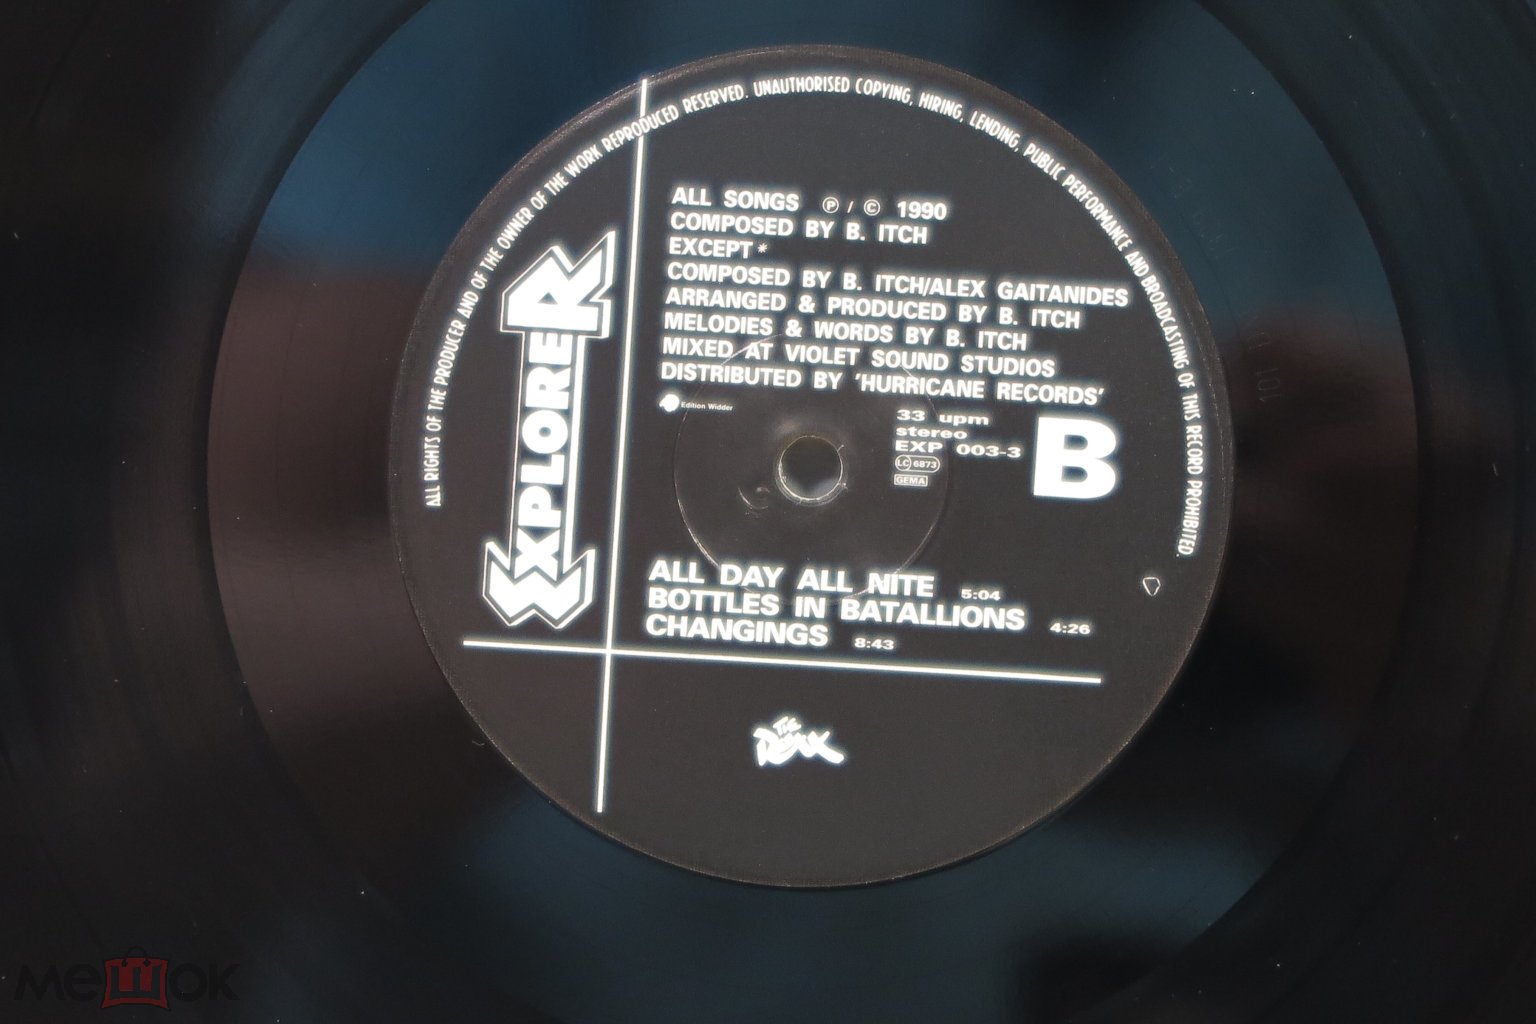 ALL RIGHTS OF THE PRODUCER AND OF THE OWNER OF THE WORK REPRODUCED RESERVED. UNAUTHORISED COPYING, HIRING, LENDING, PUBLIC PERFORMANCE AND BROADCASTING OF THIS RECORD PROHIBITED.
EXPLORER
ALL SONGS ℗ / © 1990
COMPOSED BY B. ITCH
EXCEPT *
COMPOSED BY B. ITCH/ALEX GAITANIDES
ARRANGED & PRODUCED BY B. ITCH
MELODIES & WORDS BY B. ITCH
MIXED AT VIOLET SOUND STUDIOS
DISTRIBUTED BY 'HURRICANE RECORDS'
Edition Widder
33 upm
stereo
EXP 003-3
LC 6873
GEMA
B
ALL DAY ALL NITE 5:04
BOTTLES IN BATALLIONS 4:26
CHANGINGS 8:43
THE
мешок